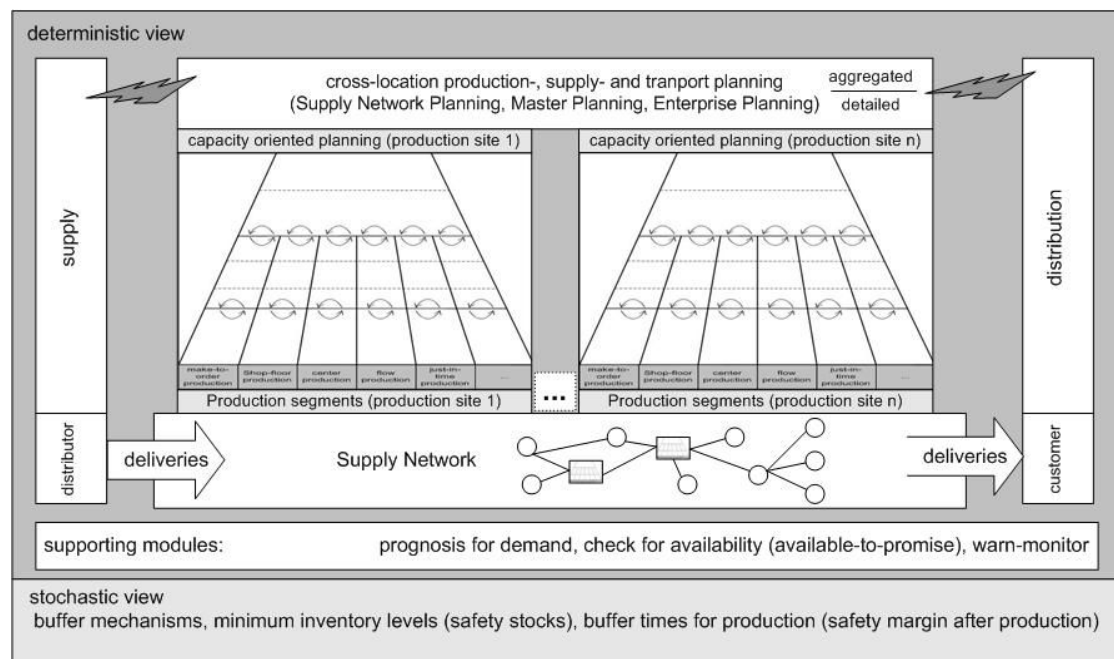 deterministic view
supply
cross-location production-, supply- and tranport planning
(Supply Network Planning, Master Planning, Enterprise Planning)
aggregated
detailed
distribution
capacity oriented planning (production site 1)
capacity oriented planning (production site n)
make-to-
order
production
Shop-floor
production
center
production
flow
production
just-in-
time
production
...
make-to-
order
production
Shop-floor
production
center
production
flow
production
just-in-
time
production
...
Production segments (production site 1)
...
Production segments (production site n)
distributor
deliveries
Supply Network
deliveries
customer
supporting modules: prognosis for demand, check for availability (available-to-promise), warn-monitor
stochastic view
buffer mechanisms, minimum inventory levels (safety stocks), buffer times for production (safety margin after production)